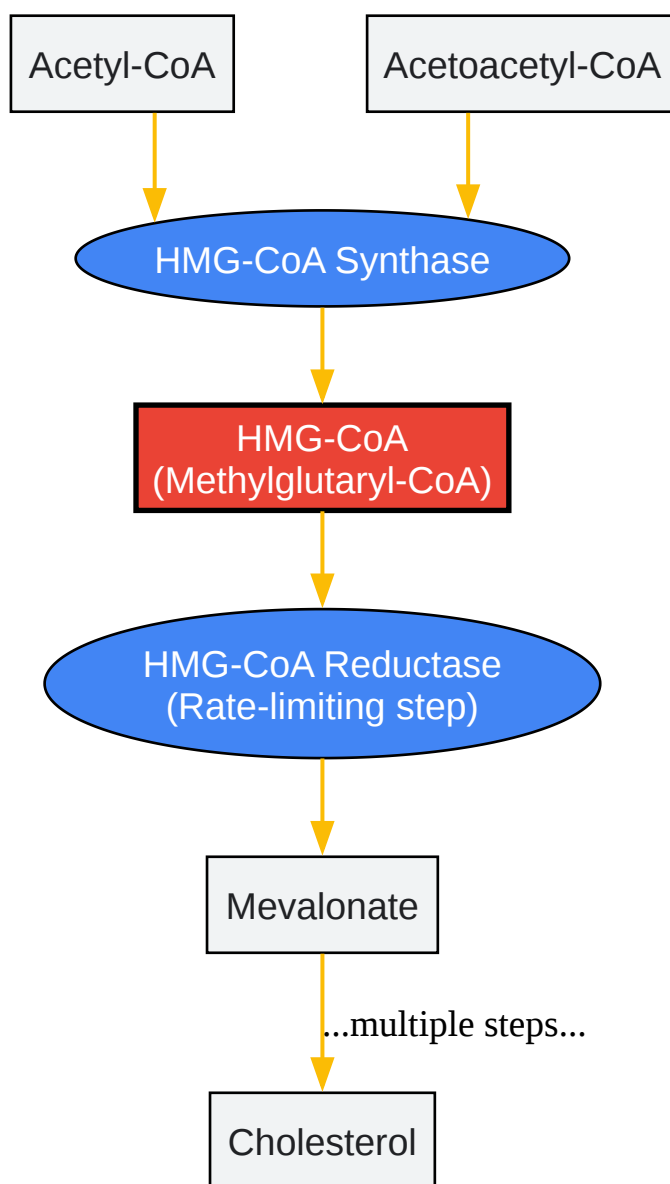 Acetyl-CoA
Acetoacetyl-CoA
HMG-CoA Synthase
HMG-CoA
(Methylglutaryl-CoA)
HMG-CoA Reductase
(Rate-limiting step)
Mevalonate
...multiple steps...
Cholesterol